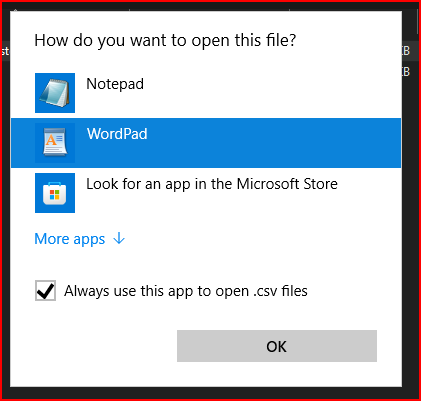 How do you want to open this file?
Notepad
WordPad
Look for an app in the Microsoft Store
More apps
Always use this app to open .csv files
OK